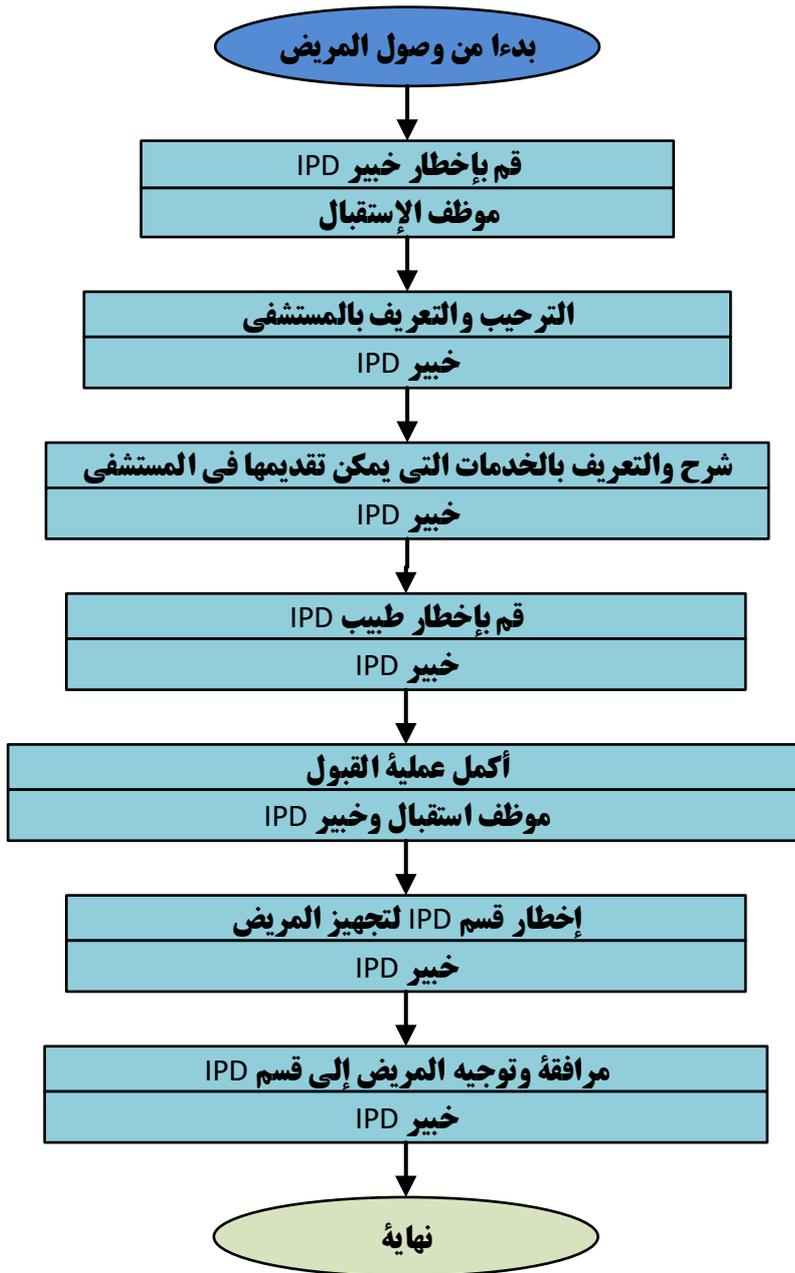 بدءا من وصول المريض
قم بإخطار خبير IPD
موظف الإستقبال
الترحيب والتعريف بالمستشفى
خبير IPD
شرح والتعريف بالخدمات التى يمكن تقديمها فى المستشفى
خبير IPD
قم بإخطار طبيب IPD
خبير IPD
أكمل عملية القبول
موظف استقبال وخبير IPD
إخطار قسم IPD لتجهيز المريض
خبير IPD
مرافقة وتوجيه المريض إلى قسم IPD
خبير IPD
نهاية